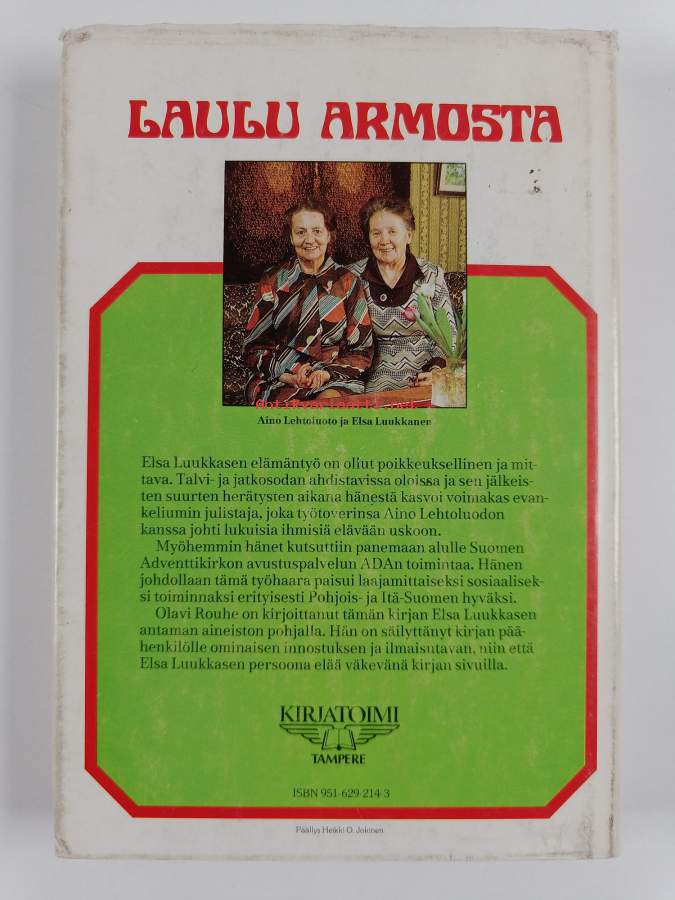 LAULU ARMOSTA
Antikvariaatti.net
Aino Lehtoluoto ja Elsa Luukkanen
Elsa Luukkasen elämäntyö on ollut poikkeuksellinen ja mit-
tava. Talvi- ja jatkosodan ahdistavissa oloissa ja sen jälkeis-
ten suurten herätysten aikana hänestä kasvoi voimakas evan-
keliumin julistaja, joka työtoverinsa Aino Lehtoluodon
kanssa johti lukuisia ihmisiä elävään uskoon.
Myöhemmin hänet kutsuttiin panemaan alulle Suomen
Adventtikirkon avustuspalvelun ADAn toimintaa. Hänen
johdollaan tämä työhaara paisui laajamittaiseksi sosiaalisek-
si toiminnaksi erityisesti Pohjois- ja Itä-Suomen hyväksi.
Olavi Rouhe on kirjoittanut tämän kirjan Elsa Luukkasen
antaman aineiston pohjalla. Hän on säilyttänyt kirjan pää-
henkilölle ominaisen innostuksen ja ilmaisutavan, niin että
Elsa Luukkasen persoona elää väkevänä kirjan sivuilla.
KIRJATOIMI
TAMPERE
ISBN 951-629-214-3
Päällys Heikki O. Jokinen